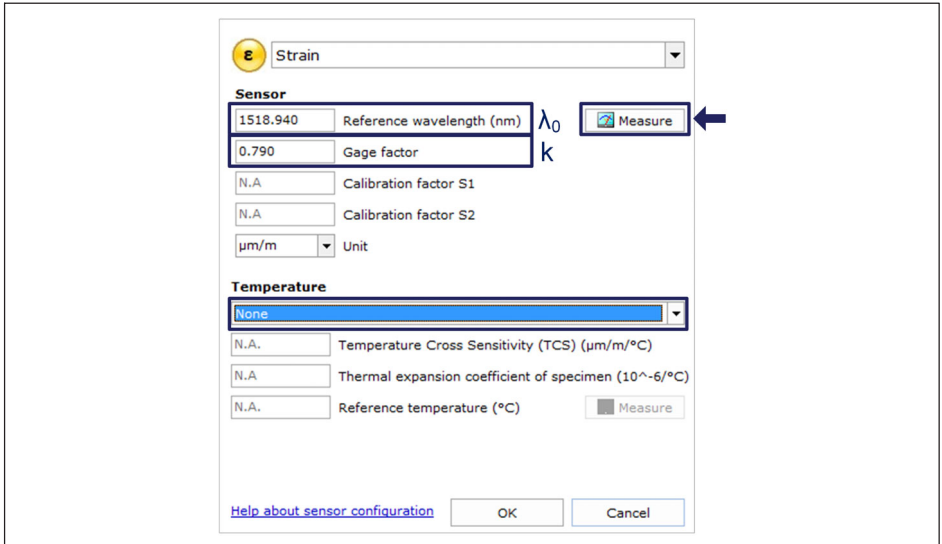 ε Strain
Sensor
1518.940 Reference wavelength (nm) λ₀ Measure
0.790 Gage factor k
N.A Calibration factor S1
N.A Calibration factor S2
µm/m Unit
Temperature
None
N.A. Temperature Cross Sensitivity (TCS) (µm/m/°C)
N.A Thermal expansion coefficient of specimen (10^-6/°C)
N.A. Reference temperature (°C) Measure
Help about sensor configuration OK Cancel